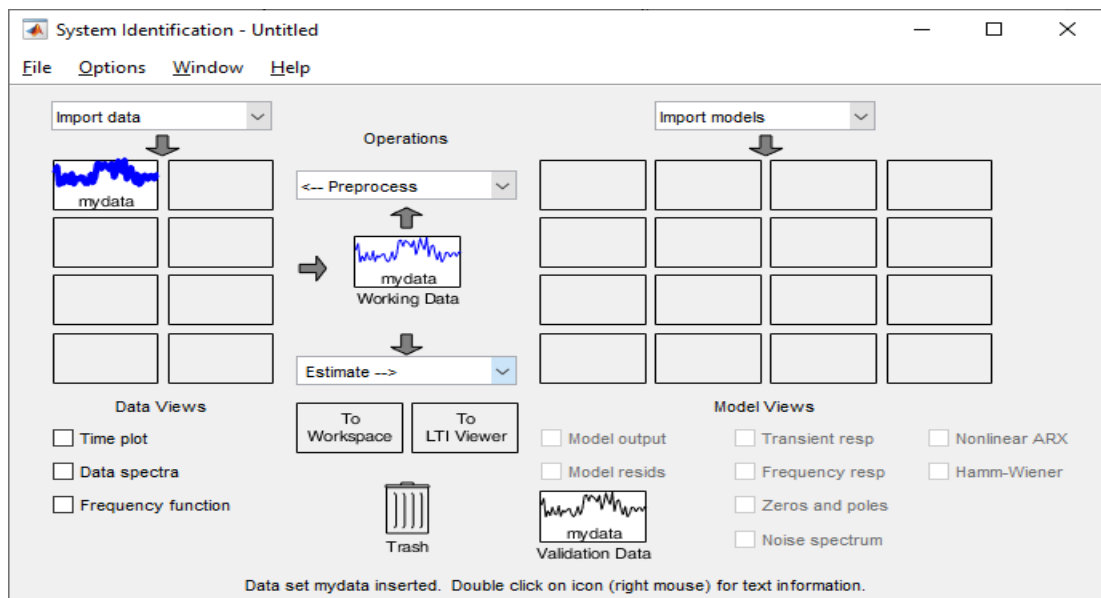 System Identification - Untitled
File Options Window Help
Import data
Import models
Operations
mydata
<-- Preprocess
mydata
Working Data
Estimate -->
Data Views
To Workspace
To LTI Viewer
Model Views
Time plot
Data spectra
Frequency function
Model output
Transient resp
Nonlinear ARX
Model resids
Frequency resp
Hamm-Wiener
Zeros and poles
Noise spectrum
Trash
mydata
Validation Data
Data set mydata inserted. Double click on icon (right mouse) for text information.